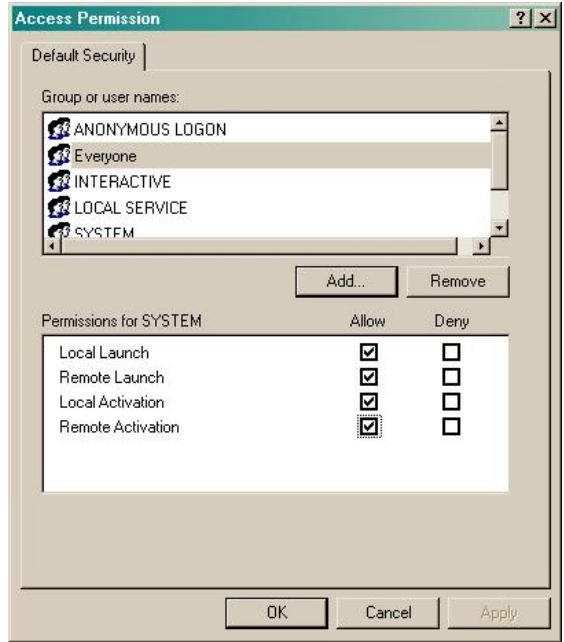 Access Permission
Default Security
Group or user names:
ANONYMOUS LOGON
Everyone
INTERACTIVE
LOCAL SERVICE
SYSTEM
Add... Remove
Permissions for SYSTEM Allow Deny
Local Launch
Remote Launch
Local Activation
Remote Activation
OK Cancel Apply